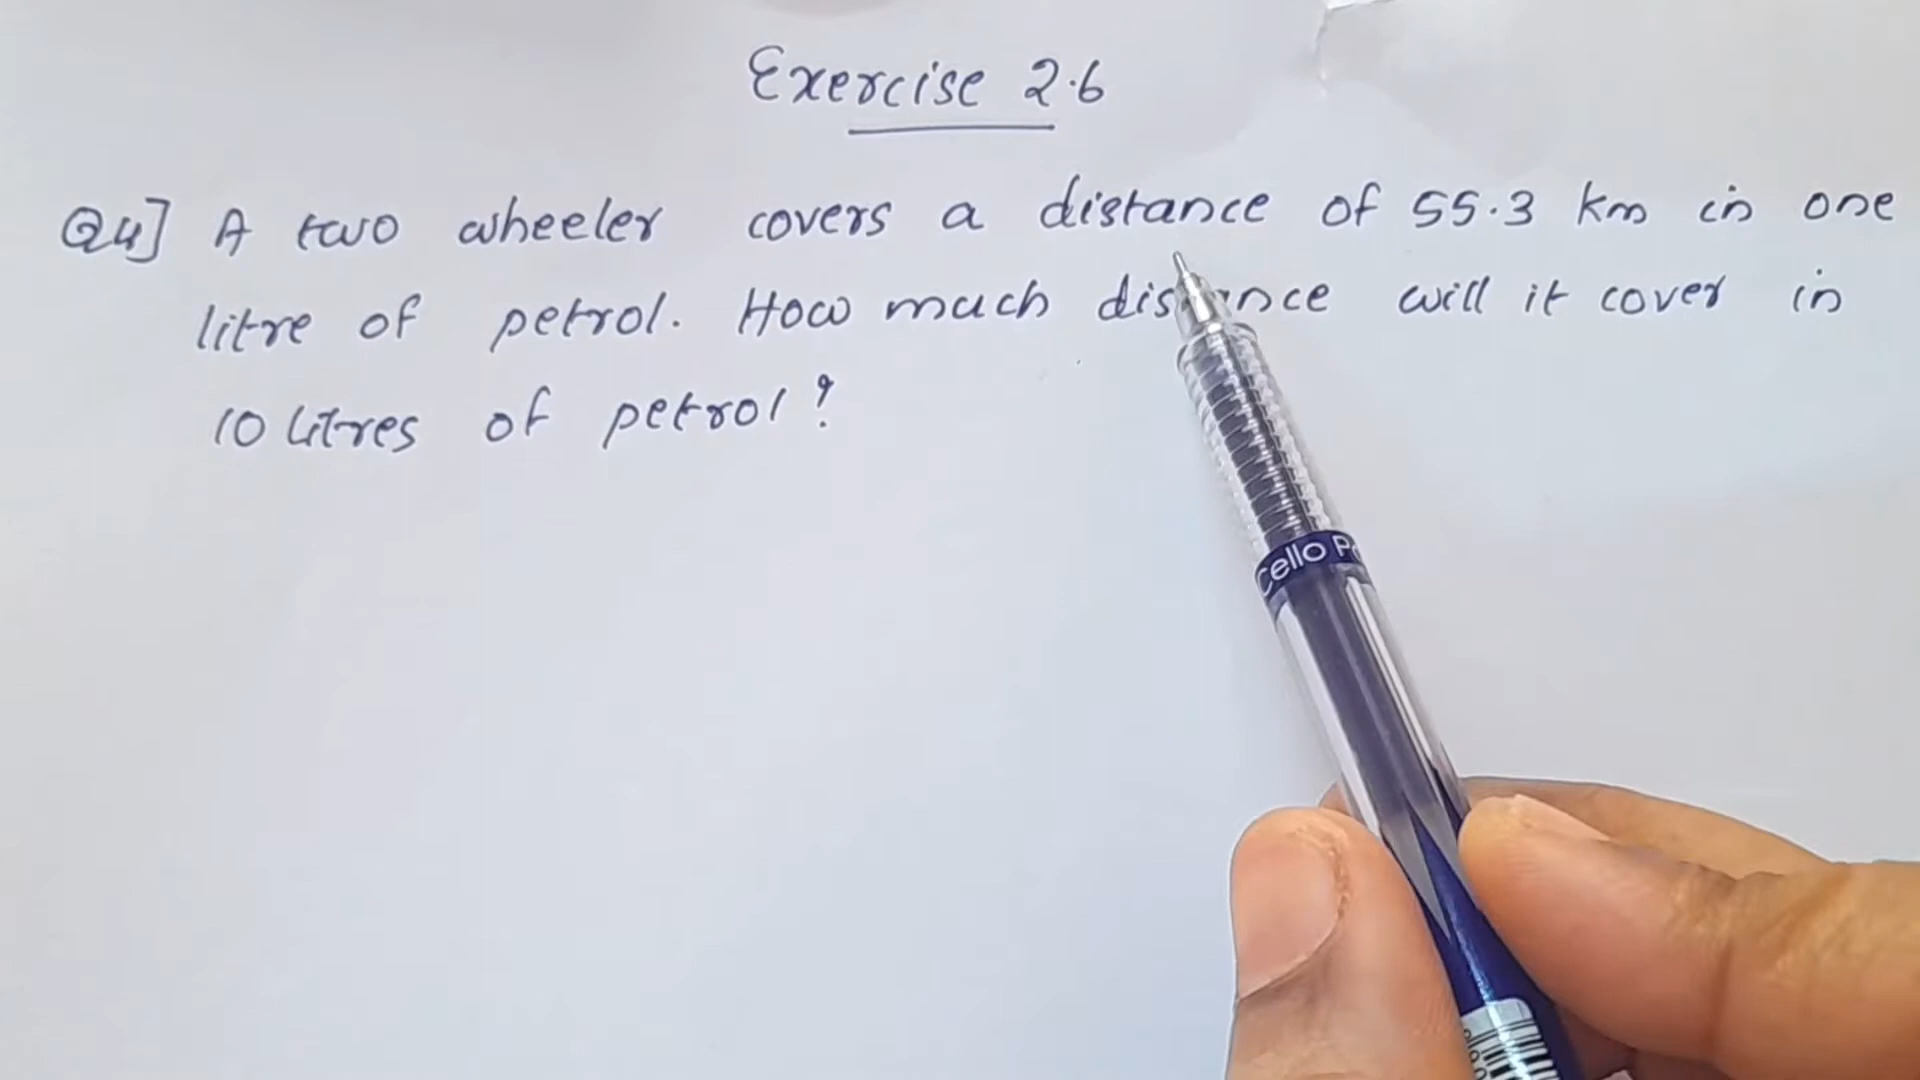 Exercise 2.6
Q4] A two wheeler covers a distance of 55.3 km in one
litre of petrol. How much distance will it cover in
10 litres of petrol?
Cello